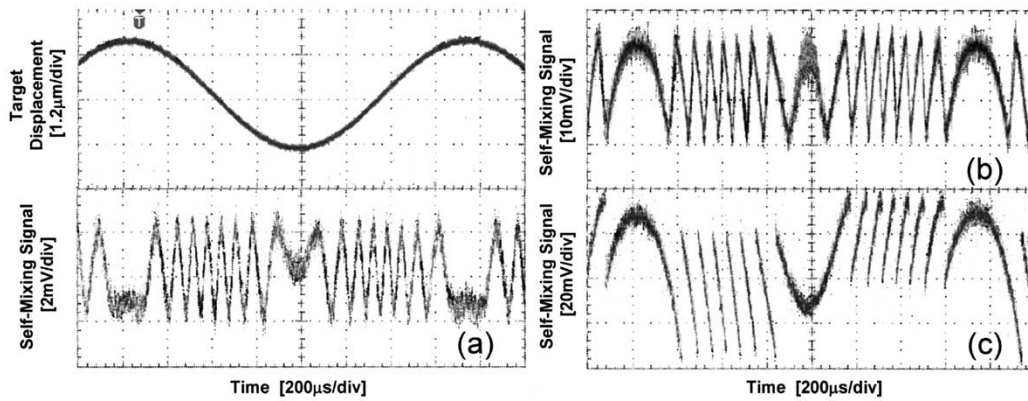 T
Target
Displacement
[1.2μm/div]
Self-Mixing Signal
[2mV/div]
(a)
Time [200μs/div]
Self-Mixing Signal
[10mV/div]
(b)
Self-Mixing Signal
[20mV/div]
(c)
Time [200μs/div]